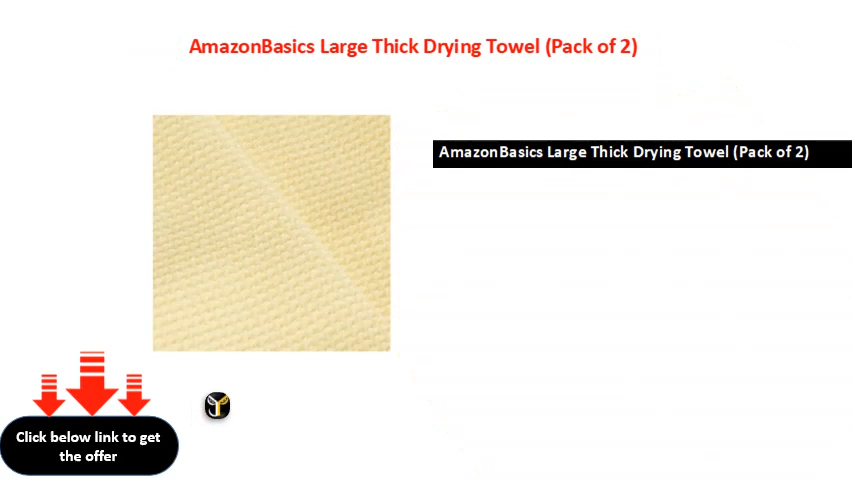 AmazonBasics Large Thick Drying Towel (Pack of 2)
AmazonBasics Large Thick Drying Towel (Pack of 2)
Click below link to get
the offer